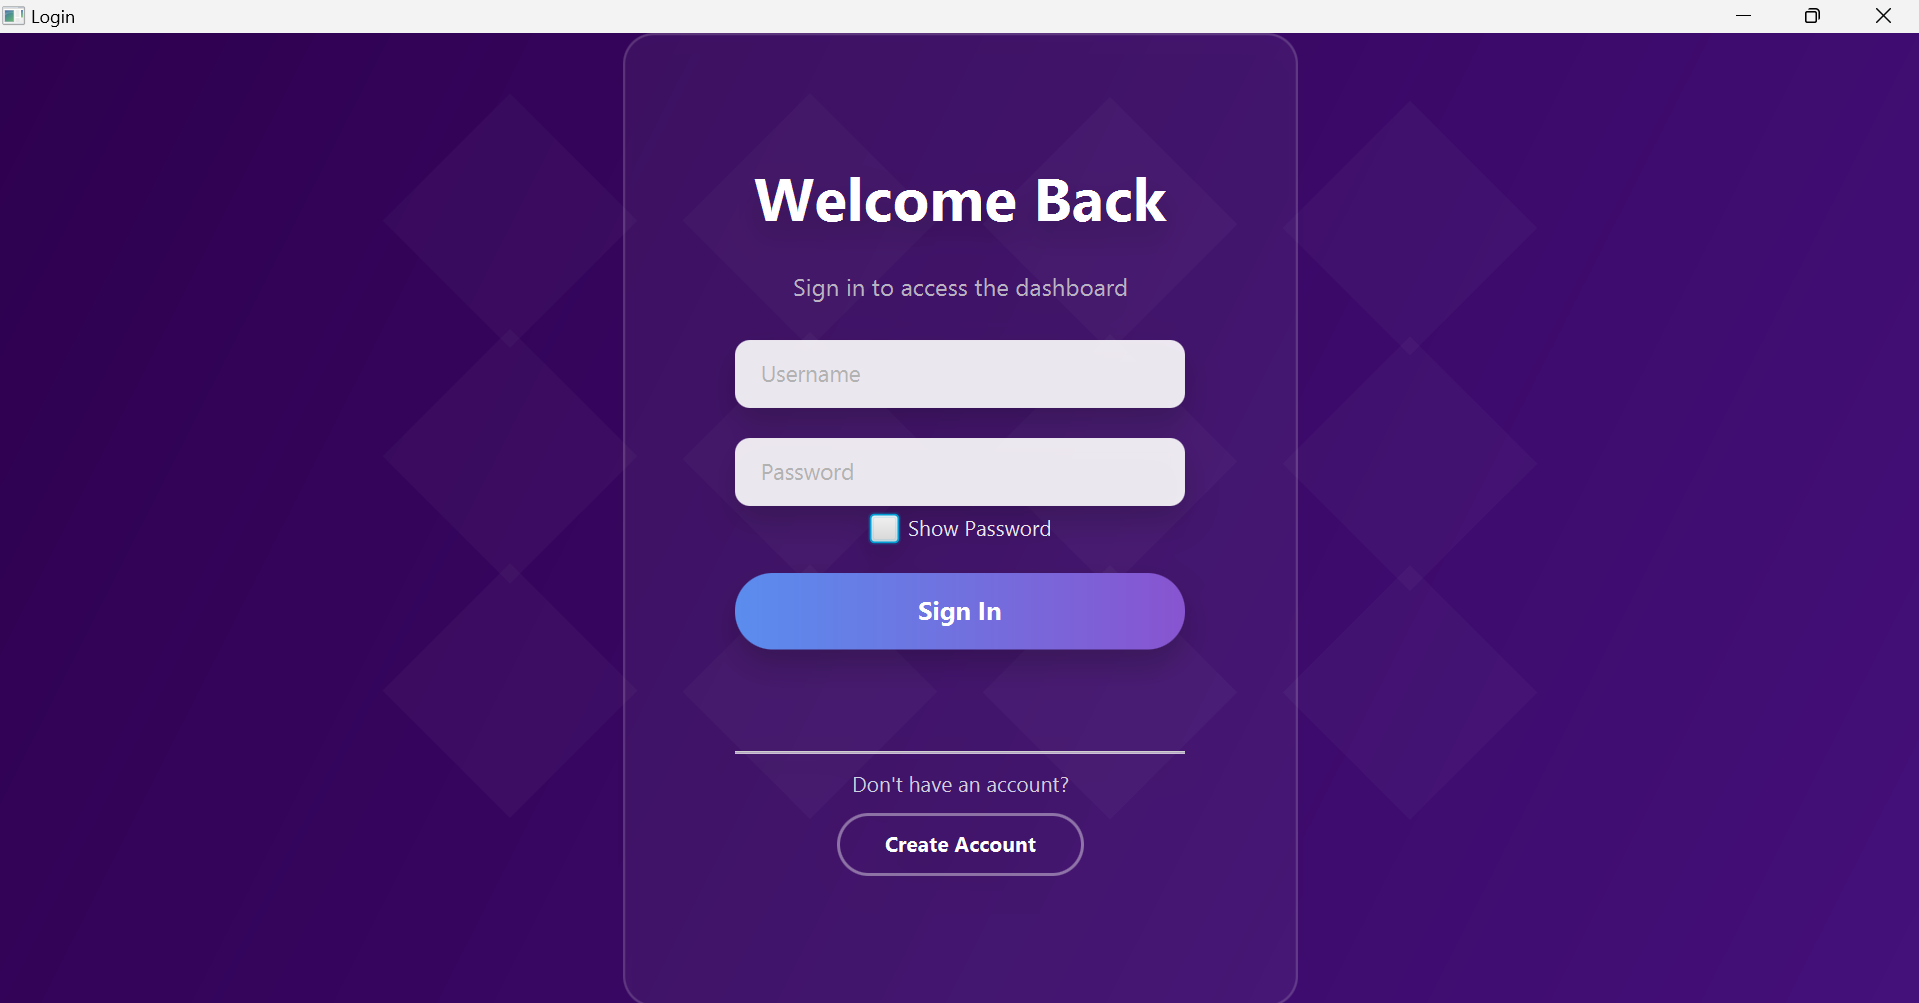 Login
Welcome Back
Sign in to access the dashboard
Username
Password
Show Password
Sign In
Don't have an account?
Create Account